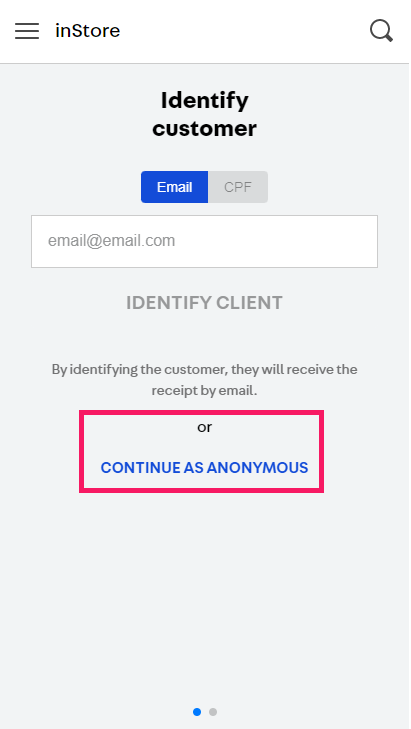 inStore
Identify
customer
Email CPF
email@email.com
IDENTIFY CLIENT
By identifying the customer, they will receive the
receipt by email.
or
CONTINUE AS ANONYMOUS